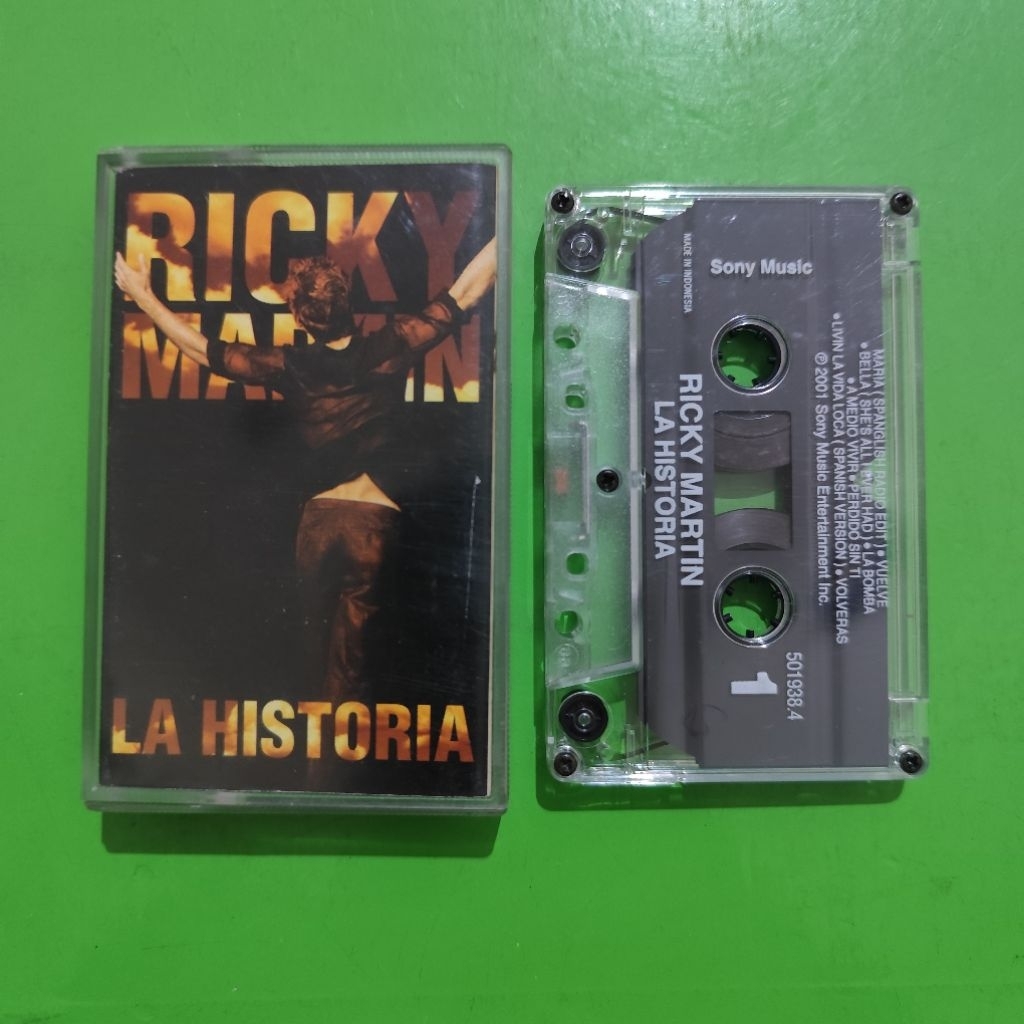 RICKY
MARTIN
LA HISTORIA
Sony Music
MADE IN INDONESIA
MARIA ( SPANGLISH RADIO EDIT ) ● VUELVE
● BELLA ( SHE'S ALL I EVER HAD ) ● LA BOMBA
● A MEDIO VIVIR ● PERDIDO SIN TI
● LIVIN LA VIDA LOCA ( SPANISH VERSION ) ● VOLVERAS
℗ 2001 Sony Music Entertainment Inc.
RICKY MARTIN
LA HISTORIA
501938.4
1